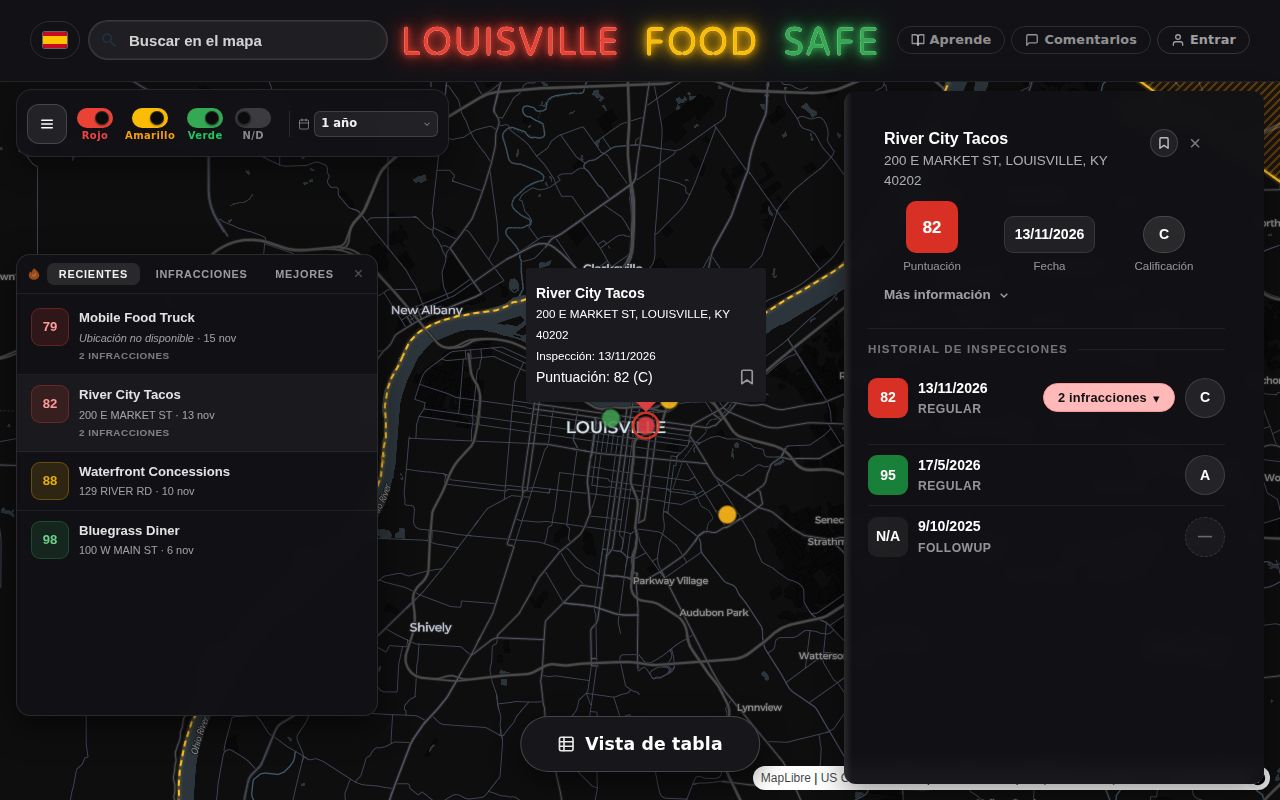 Buscar en el mapa
LOUISVILLE FOOD SAFE
Aprende
Comentarios
Entrar
Rojo
Amarillo
Verde
N/D
1 año
RECIENTES
INFRACCIONES
MEJORES
79
Mobile Food Truck
Ubicación no disponible · 15 nov
2 INFRACCIONES
82
River City Tacos
200 E MARKET ST · 13 nov
2 INFRACCIONES
88
Waterfront Concessions
129 RIVER RD · 10 nov
98
Bluegrass Diner
100 W MAIN ST · 6 nov
New Albany
River City Tacos
200 E MARKET ST, LOUISVILLE, KY
40202
Inspección: 13/11/2026
Puntuación: 82 (C)
LOUISVILLE
Parkway Village
Audubon Park
Shively
Lynnview
Ohio River
Vista de tabla
MapLibre | US
River City Tacos
200 E MARKET ST, LOUISVILLE, KY
40202
82
13/11/2026
C
Puntuación
Fecha
Calificación
Más información
HISTORIAL DE INSPECCIONES
82
13/11/2026
REGULAR
2 infracciones ▾
C
95
17/5/2026
REGULAR
A
N/A
9/10/2025
FOLLOWUP
—